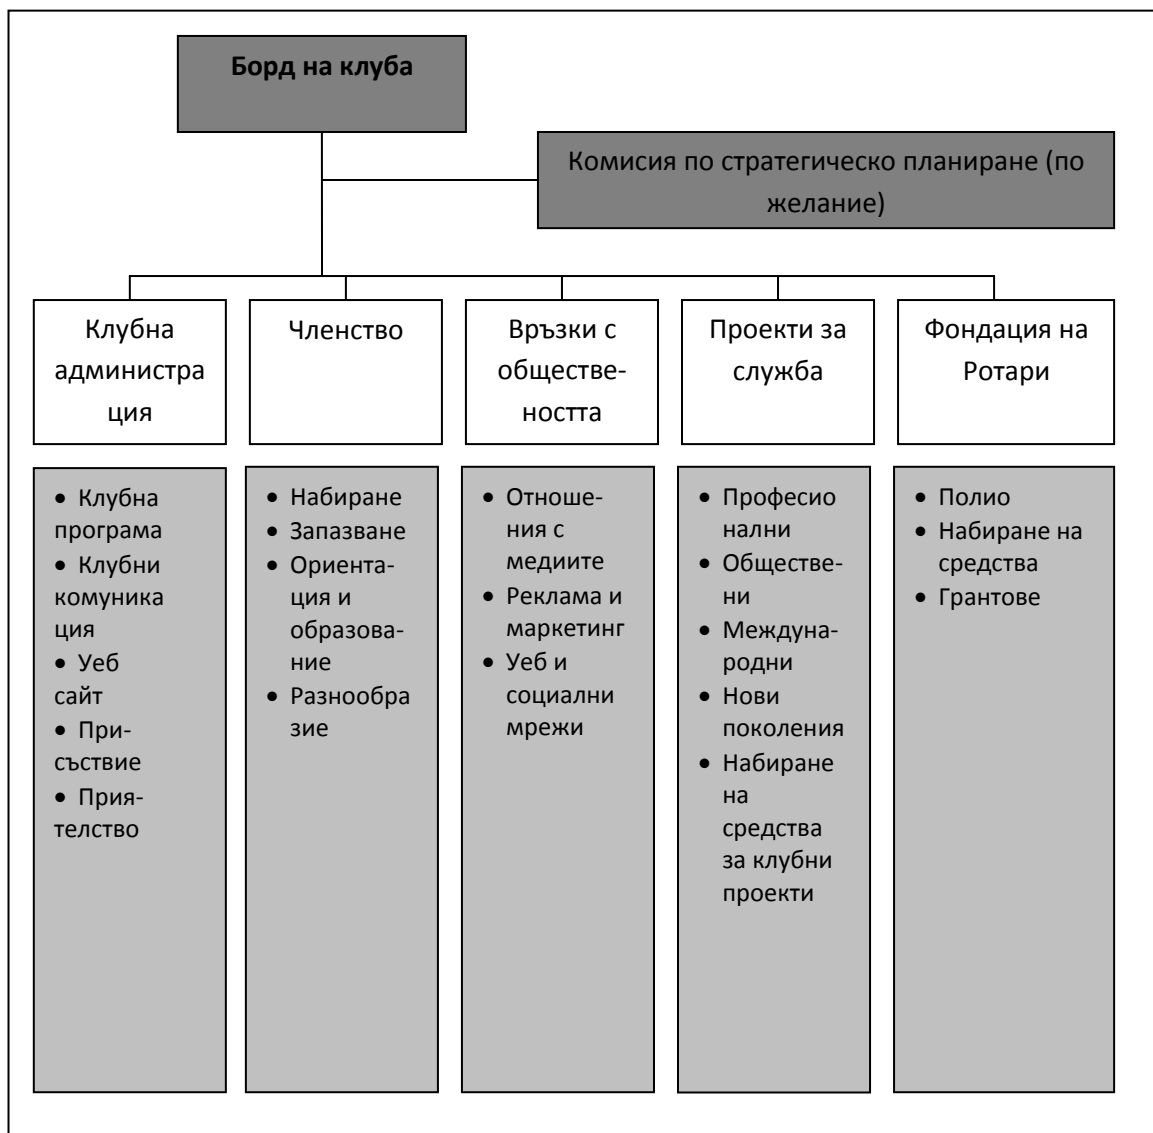 Борд на клуба
Комисия по стратегическо планиране (по
желание)
Клубна
администра
ция
Членство
Връзки с
обществе-
ността
Проекти за
служба
Фондация на
Ротари
• Клубна
програма
• Клубни
комуника
ция
• Уеб
сайт
• При-
съствие
• Прия-
телство
• Набиране
• Запазване
• Ориента-
ция и
образова-
ние
• Разнообра
зие
• Отноше-
ния с
медиите
• Реклама и
маркетинг
• Уеб и
социални
мрежи
• Професио
нални
• Обществе-
ни
• Междуна-
родни
• Нови
поколения
• Набиране
на
средства
за клубни
проекти
• Полио
• Набиране на
средства
• Грантове